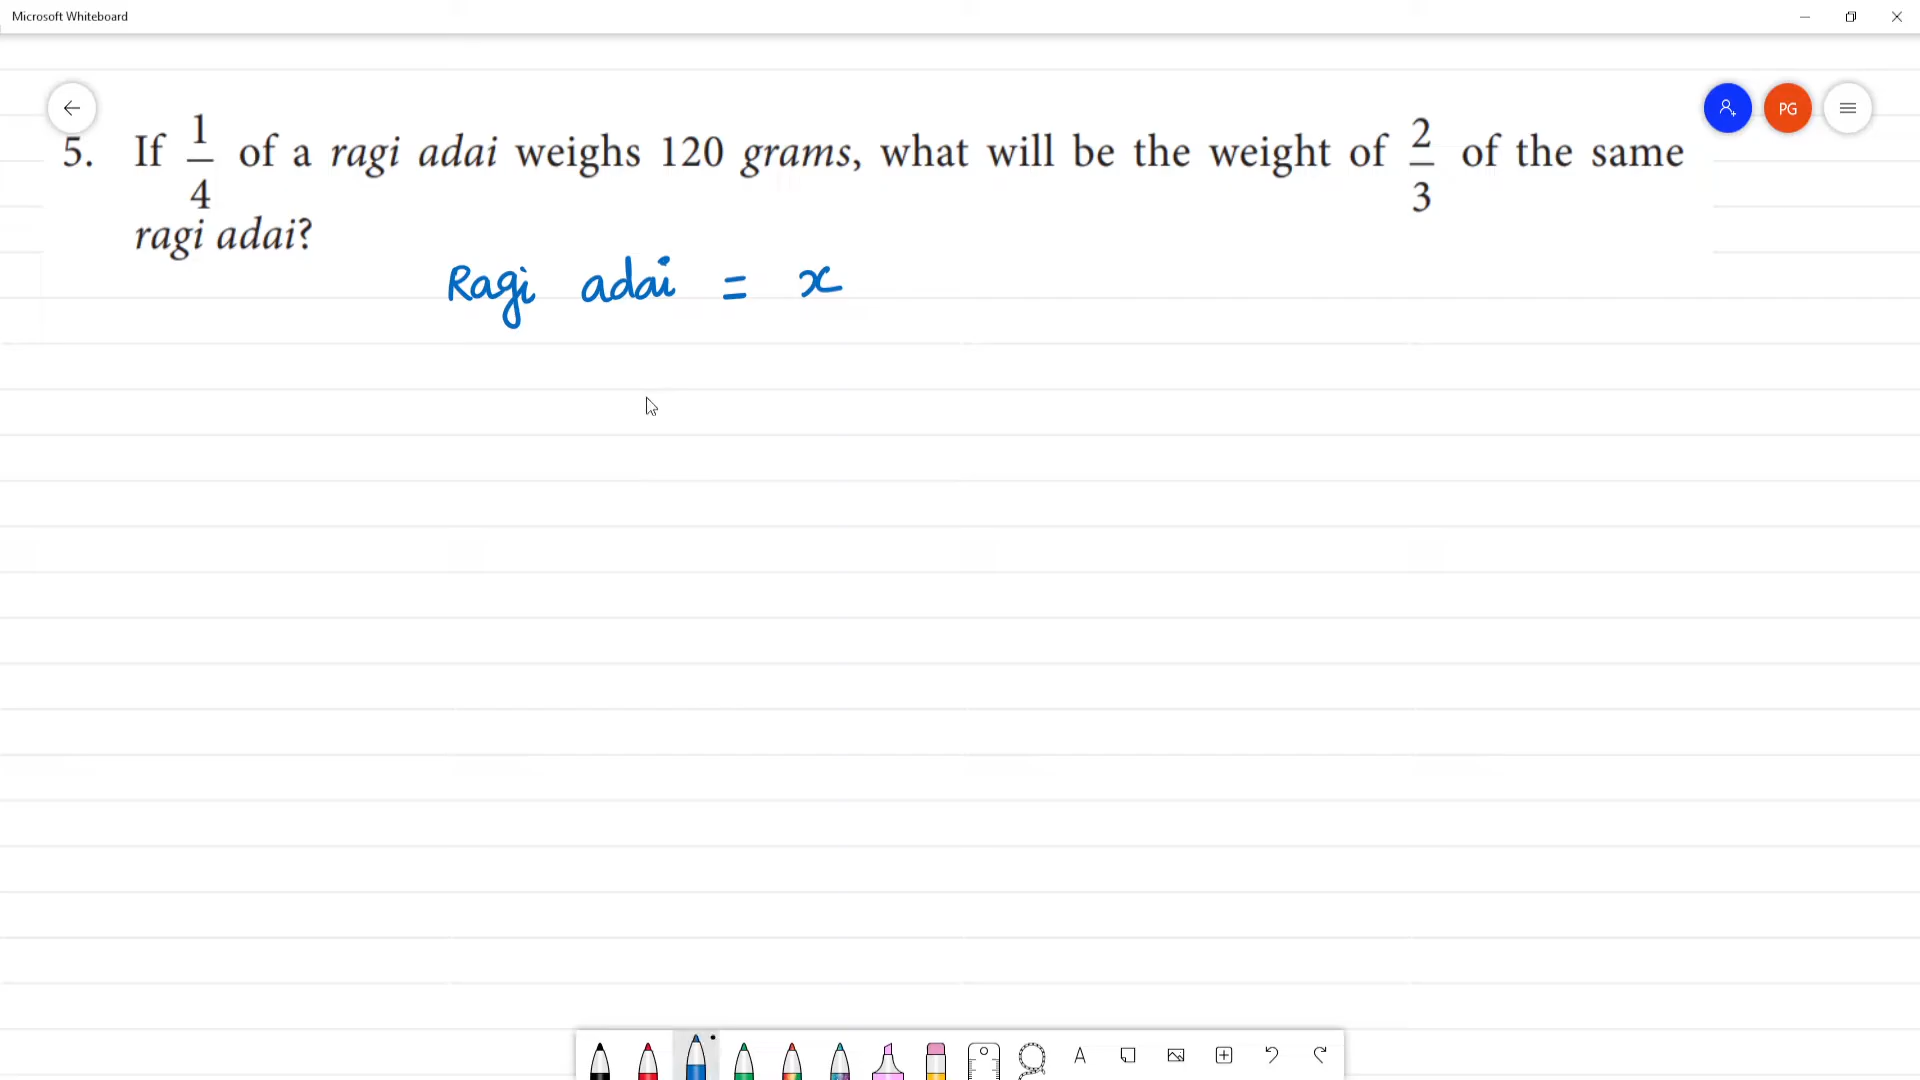 Microsoft Whiteboard
PG
5. If 1/4 of a ragi adai weighs 120 grams, what will be the weight of 2/3 of the same
ragi adai?
Ragi adai = x
A